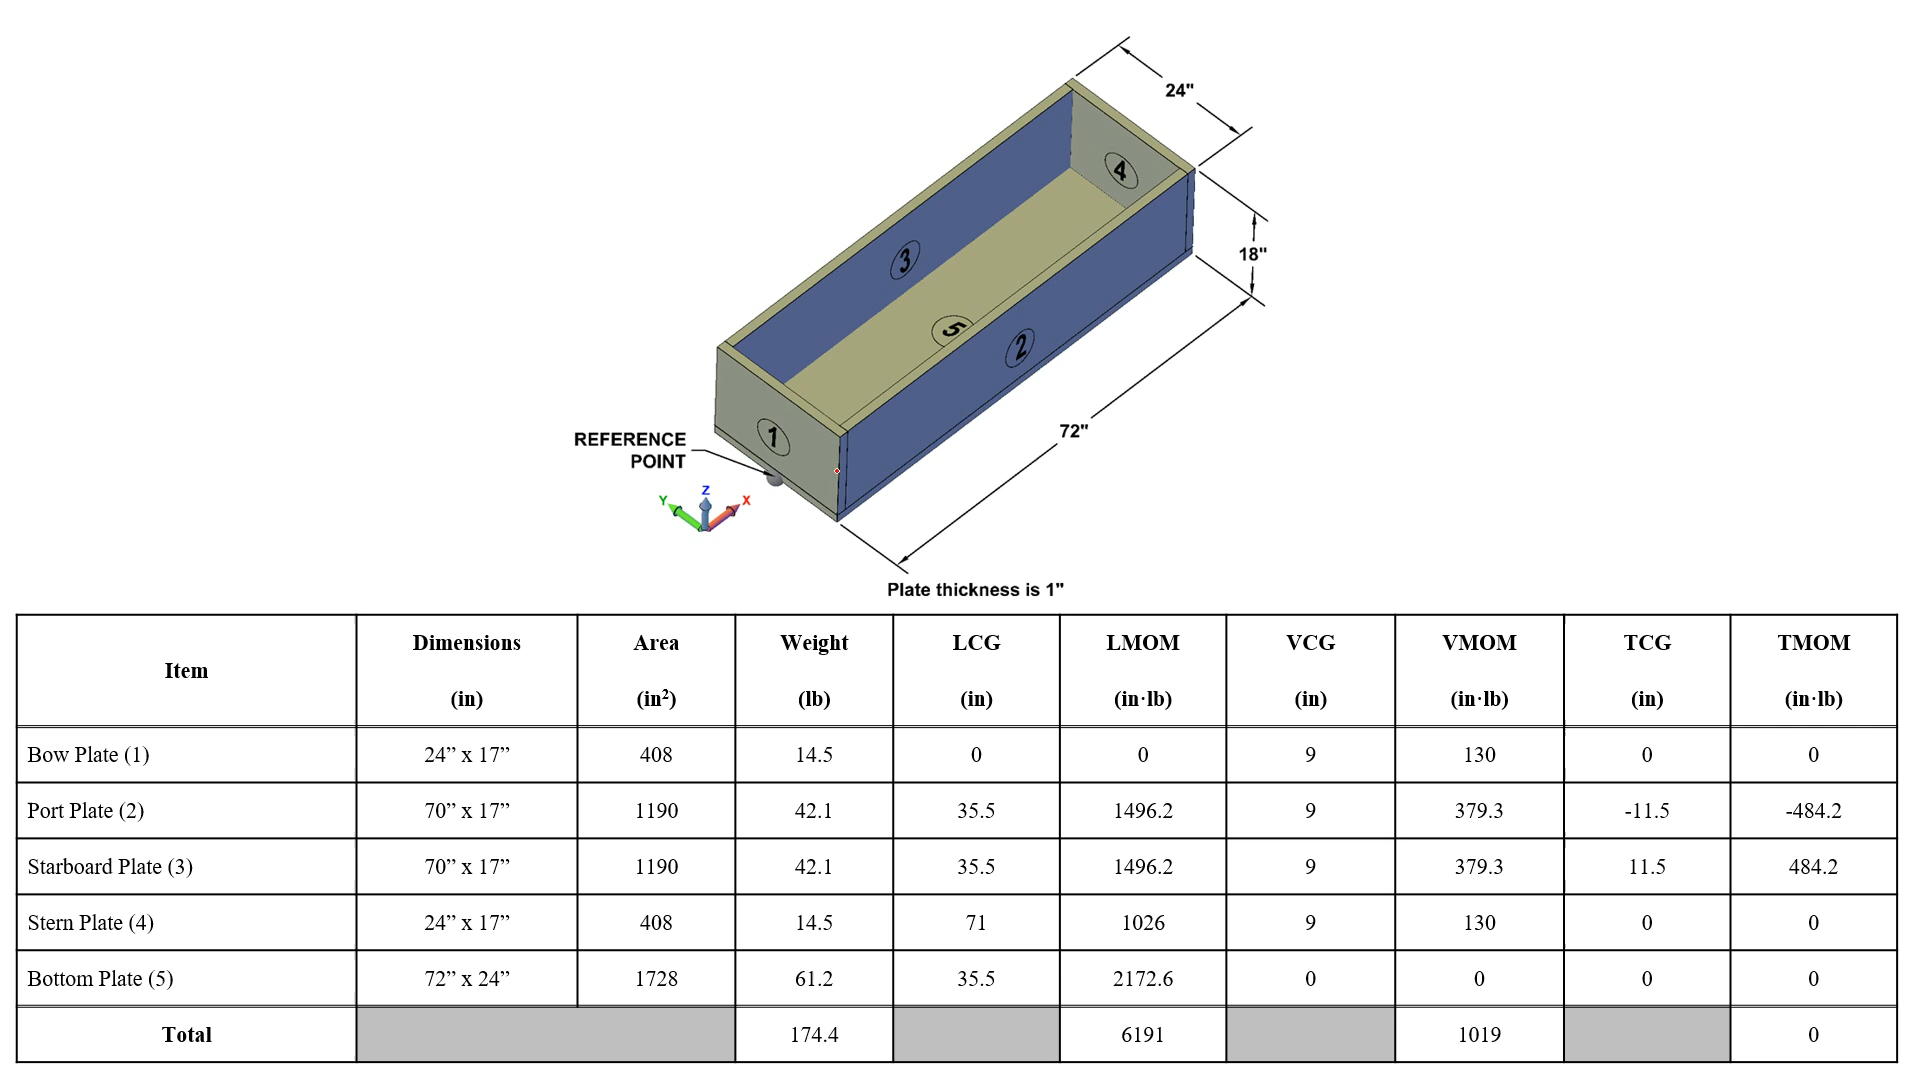 24"
4
18"
3
5
2
72"
1
REFERENCE
POINT
Y
Z
X
Plate thickness is 1"
Item Dimensions (in) Area (in²) Weight (lb) LCG (in) LMOM (in·lb) VCG (in) VMOM (in·lb) TCG (in) TMOM (in·lb)
Bow Plate (1) 24” x 17” 408 14.5 0 0 9 130 0 0
Port Plate (2) 70” x 17” 1190 42.1 35.5 1496.2 9 379.3 -11.5 -484.2
Starboard Plate (3) 70” x 17” 1190 42.1 35.5 1496.2 9 379.3 11.5 484.2
Stern Plate (4) 24” x 17” 408 14.5 71 1026 9 130 0 0
Bottom Plate (5) 72” x 24” 1728 61.2 35.5 2172.6 0 0 0 0
Total 174.4 6191 1019 0